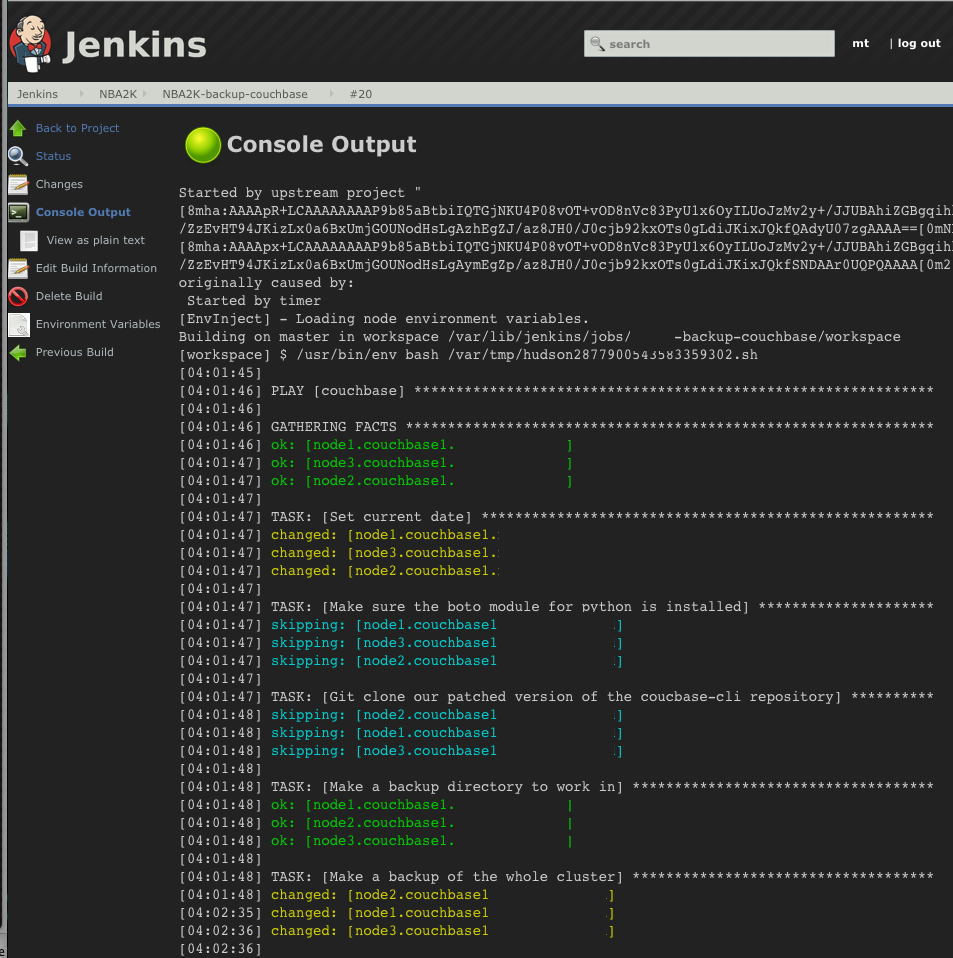 Jenkins
search
mt
| log out
Jenkins NBA2K NBA2K-backup-couchbase #20
Back to Project
Status
Changes
Console Output
View as plain text
Edit Build Information
Delete Build
Environment Variables
Previous Build
Console Output
Started by upstream project "
[8mha:AAAApR+LCAAAAAAAAP9b85aBtbiIQTGjNKU4P08vOT+vOD8nVc83PyU1x6OyILUoJzMv2y+/JJUBAhiZGBgqih
/ZzEvHT94JKizLx0a6BxUmjGOUNodHsLgAzhEgZJ/az8JH0/J0cjb92kxOTs0gLdiJKixJQkfQAdyU07zgAAAA==[0mN
[8mha:AAAApx+LCAAAAAAAAP9b85aBtbiIQTGjNKU4P08vOT+vOD8nVc83PyU1x6OyILUoJzMv2y+/JJUBAhiZGBgqih
/ZzEvHT94JKizLx0a6BxUmjGOUNodHsLgAymEgZp/az8JH0/J0cjb92kxOTs0gLdiJKixJQkfSNDAAr0UQPQAAAA[0m2
originally caused by:
Started by timer
[EnvInject] - Loading node environment variables.
Building on master in workspace /var/lib/jenkins/jobs/ -backup-couchbase/workspace
[workspace] $ /usr/bin/env bash /var/tmp/hudson2877900543583359302.sh
[04:01:45]
[04:01:46] PLAY [couchbase] **************************************************************
[04:01:46]
[04:01:46] GATHERING FACTS ***************************************************************
[04:01:46] ok: [node1.couchbase1. ]
[04:01:47] ok: [node3.couchbase1. ]
[04:01:47] ok: [node2.couchbase1. ]
[04:01:47]
[04:01:47] TASK: [Set current date] ******************************************************
[04:01:47] changed: [node1.couchbase1.
[04:01:47] changed: [node3.couchbase1.
[04:01:47] changed: [node2.couchbase1.
[04:01:47]
[04:01:47] TASK: [Make sure the boto module for python is installed] *********************
[04:01:47] skipping: [node1.couchbase1 ]
[04:01:47] skipping: [node3.couchbase1 ]
[04:01:47] skipping: [node2.couchbase1 ]
[04:01:47]
[04:01:47] TASK: [Git clone our patched version of the coucbase-cli repository] **********
[04:01:48] skipping: [node2.couchbase1 ]
[04:01:48] skipping: [node1.couchbase1 ]
[04:01:48] skipping: [node3.couchbase1 ]
[04:01:48]
[04:01:48] TASK: [Make a backup directory to work in] ************************************
[04:01:48] ok: [node1.couchbase1. ]
[04:01:48] ok: [node2.couchbase1. ]
[04:01:48] ok: [node3.couchbase1. ]
[04:01:48]
[04:01:48] TASK: [Make a backup of the whole cluster] ************************************
[04:01:48] changed: [node2.couchbase1 ]
[04:02:35] changed: [node1.couchbase1 ]
[04:02:36] changed: [node3.couchbase1 ]
[04:02:36]